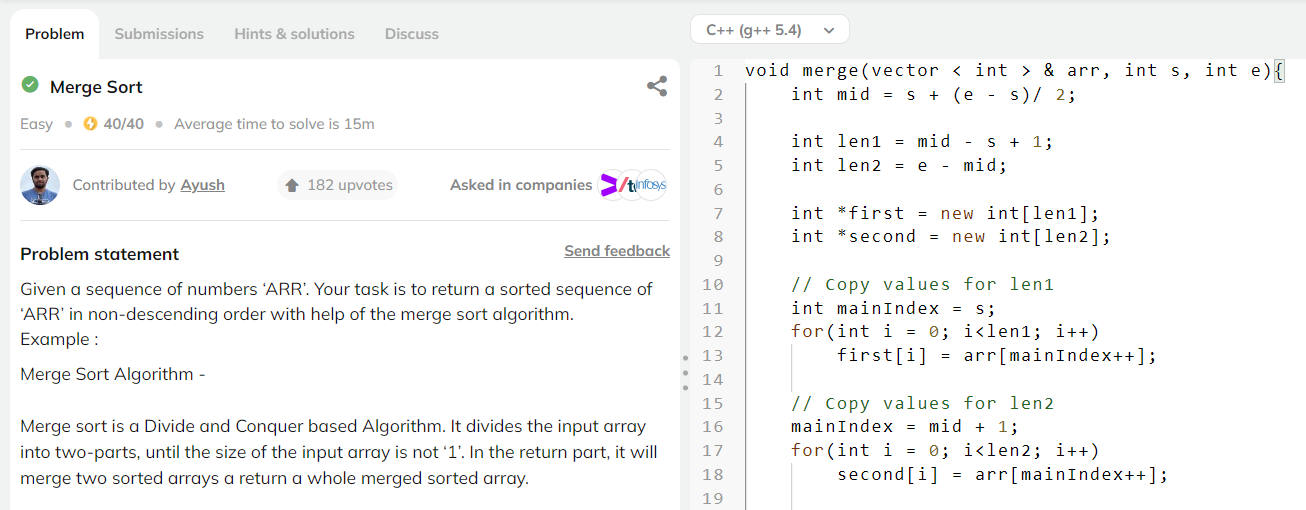 Problem Submissions Hints & solutions Discuss
Merge Sort
Easy 40/40 Average time to solve is 15m
Contributed by Ayush 182 upvotes Asked in companies Infosys
Problem statement Send feedback
Given a sequence of numbers ‘ARR’. Your task is to return a sorted sequence of
‘ARR’ in non-descending order with help of the merge sort algorithm.
Example :
Merge Sort Algorithm -
Merge sort is a Divide and Conquer based Algorithm. It divides the input array
into two-parts, until the size of the input array is not ‘1’. In the return part, it will
merge two sorted arrays a return a whole merged sorted array.
C++ (g++ 5.4)
1 void merge(vector < int > & arr, int s, int e){
2 int mid = s + (e - s)/ 2;
3
4 int len1 = mid - s + 1;
5 int len2 = e - mid;
6
7 int *first = new int[len1];
8 int *second = new int[len2];
9
10 // Copy values for len1
11 int mainIndex = s;
12 for(int i = 0; i<len1; i++)
13 first[i] = arr[mainIndex++];
14
15 // Copy values for len2
16 mainIndex = mid + 1;
17 for(int i = 0; i<len2; i++)
18 second[i] = arr[mainIndex++];
19